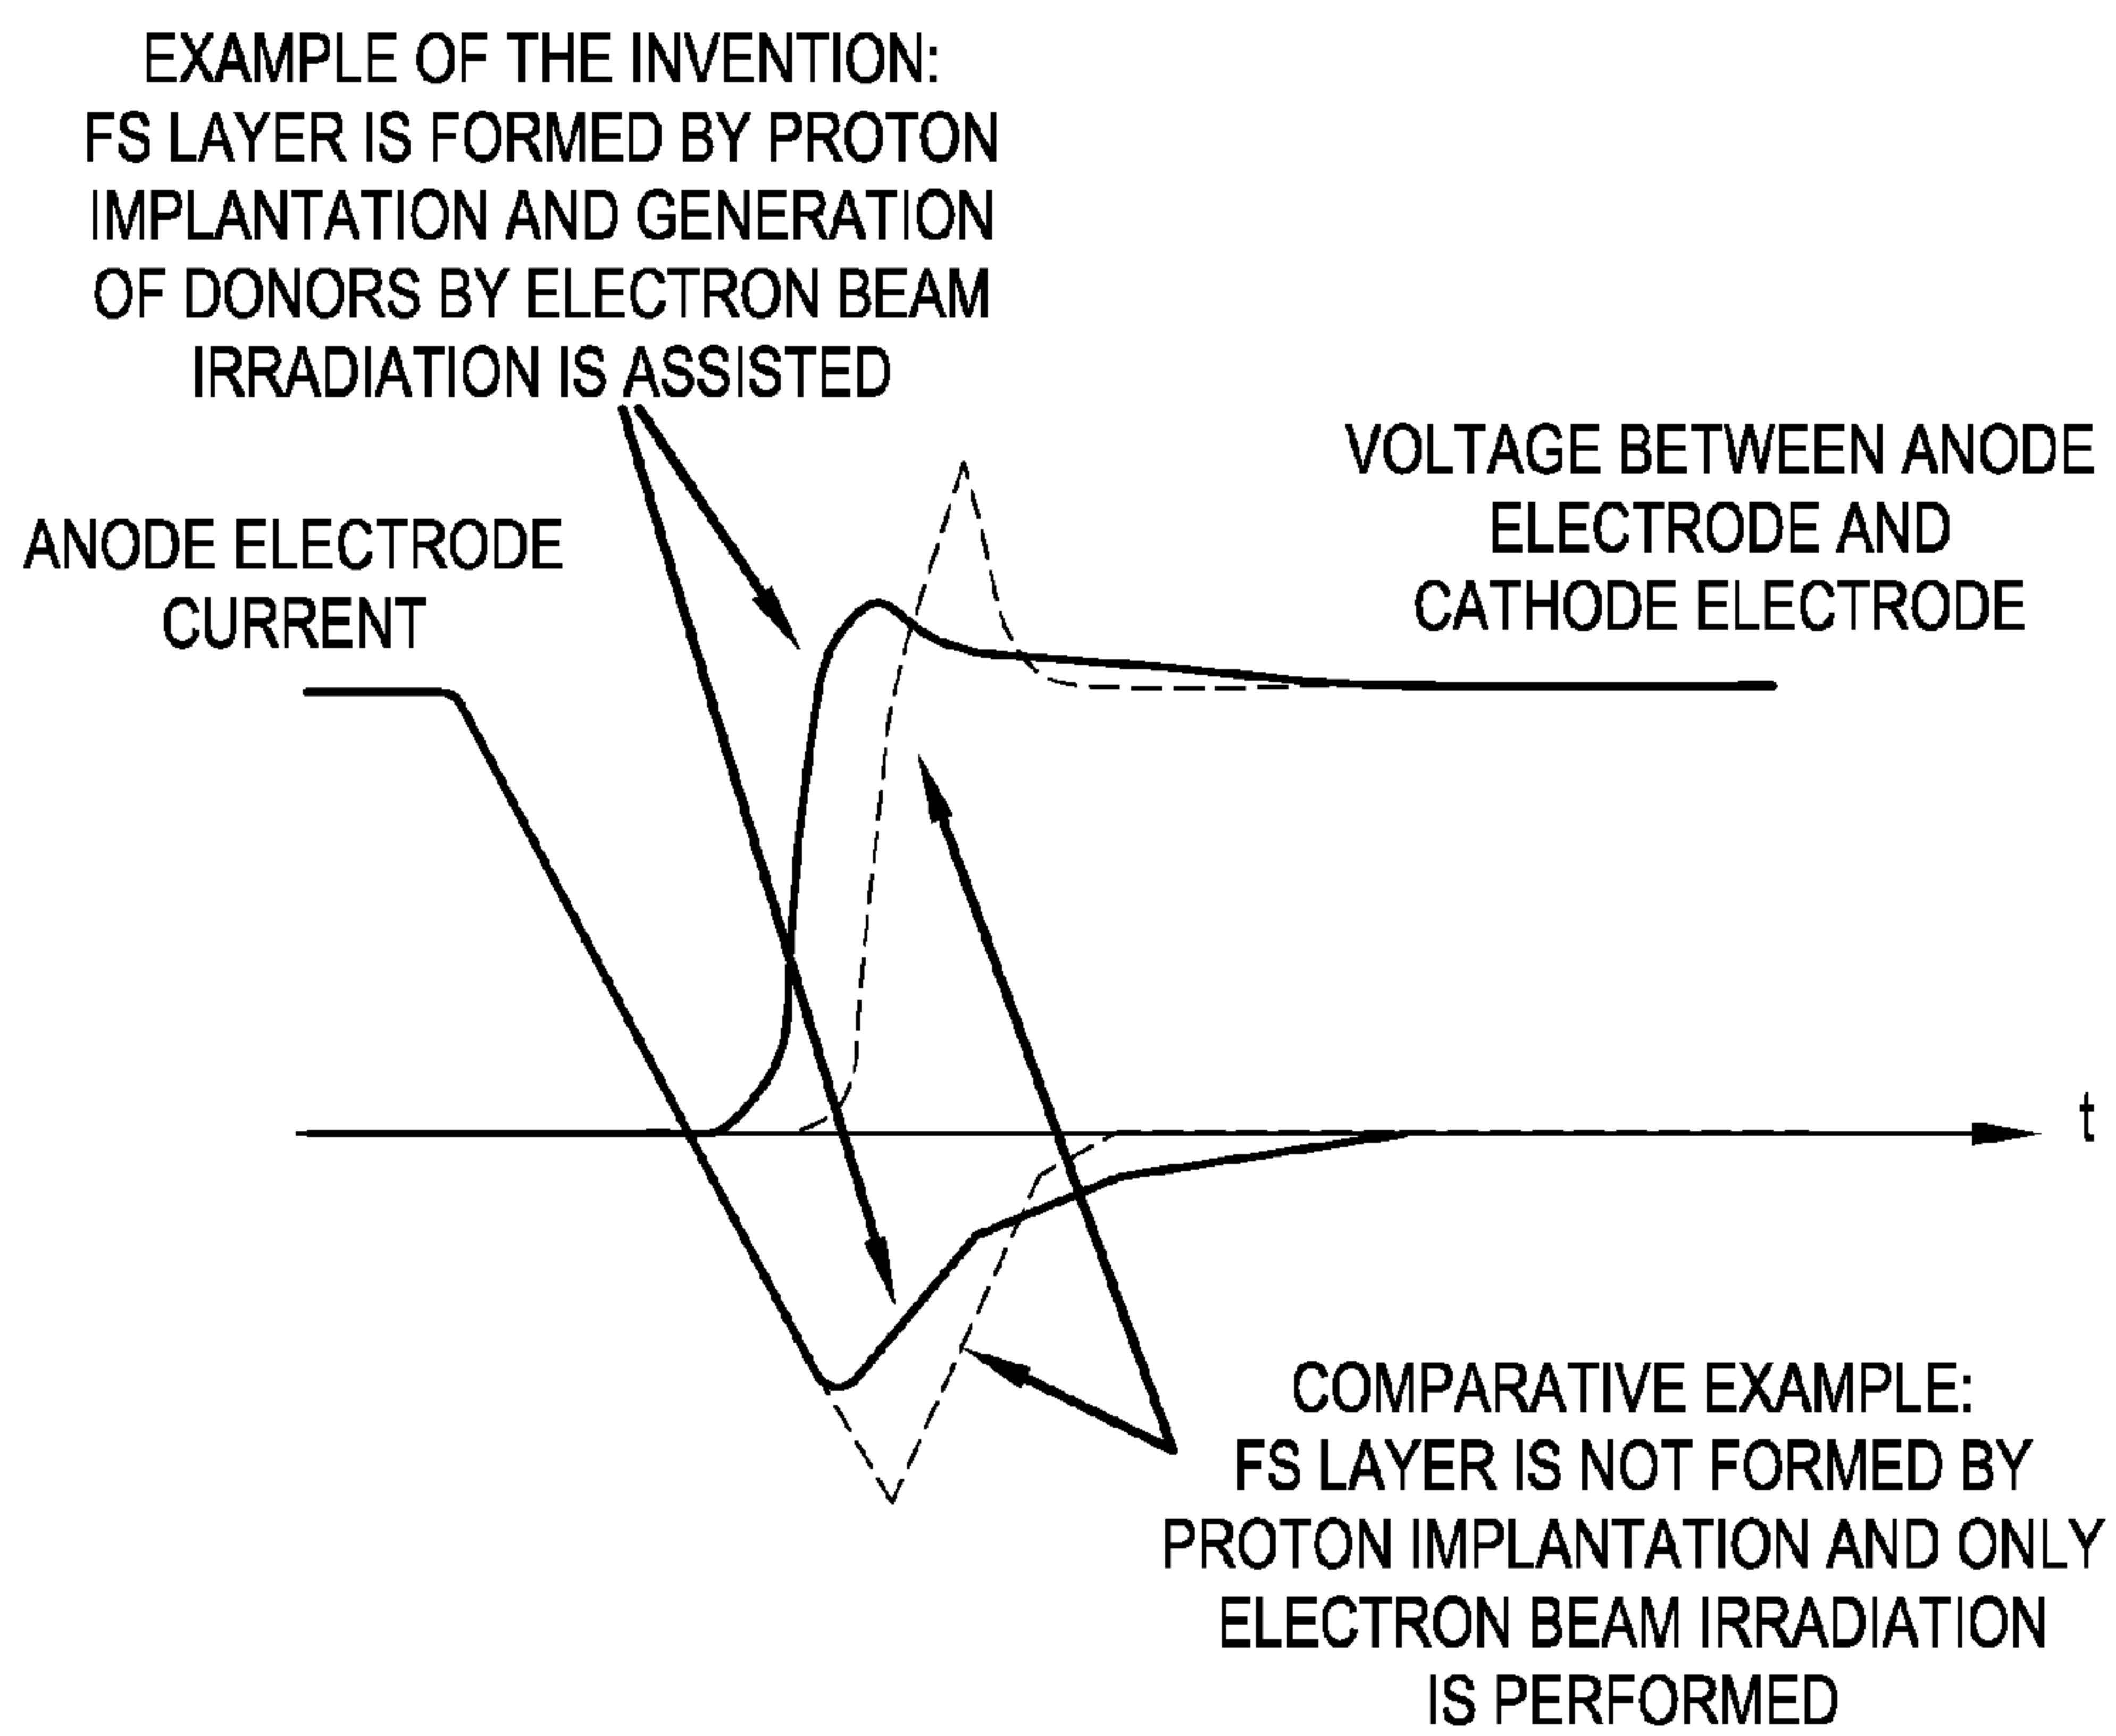 EXAMPLE OF THE INVENTION:
FS LAYER IS FORMED BY PROTON
IMPLANTATION AND GENERATION
OF DONORS BY ELECTRON BEAM
IRRADIATION IS ASSISTED
ANODE ELECTRODE
CURRENT
VOLTAGE BETWEEN ANODE
ELECTRODE AND
CATHODE ELECTRODE
t
COMPARATIVE EXAMPLE:
FS LAYER IS NOT FORMED BY
PROTON IMPLANTATION AND ONLY
ELECTRON BEAM IRRADIATION
IS PERFORMED